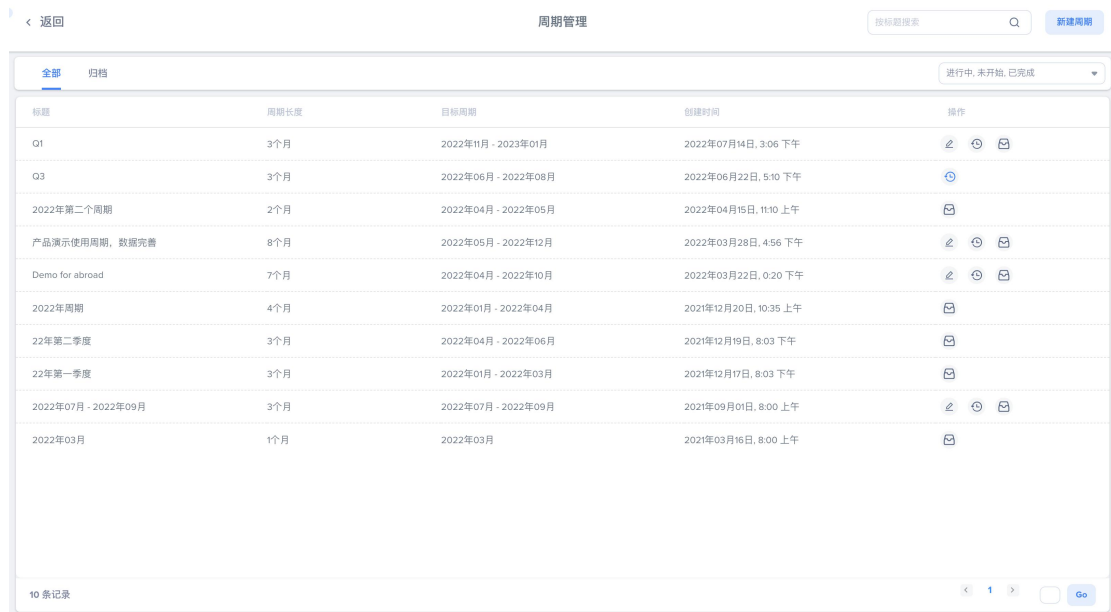 返回 周期管理 按标题搜索 新建周期
全部 归档 进行中, 未开始, 已完成
标题 周期长度 目标周期 创建时间 操作
Q1 3个月 2022年11月 - 2023年01月 2022年07月14日, 3:06 下午
Q3 3个月 2022年06月 - 2022年08月 2022年06月22日, 5:10 下午
2022年第二个周期 2个月 2022年04月 - 2022年05月 2022年04月15日, 11:10 上午
产品演示使用周期，数据完善 8个月 2022年05月 - 2022年12月 2022年03月28日, 4:56 下午
Demo for abroad 7个月 2022年04月 - 2022年10月 2022年03月22日, 0:20 下午
2022年周期 4个月 2022年01月 - 2022年04月 2021年12月20日, 10:35 上午
22年第二季度 3个月 2022年04月 - 2022年06月 2021年12月19日, 8:03 下午
22年第一季度 3个月 2022年01月 - 2022年03月 2021年12月17日, 8:03 下午
2022年07月 - 2022年09月 3个月 2022年07月 - 2022年09月 2021年09月01日, 8:00 上午
2022年03月 1个月 2022年03月 2021年03月16日, 8:00 上午
10 条记录 1 Go